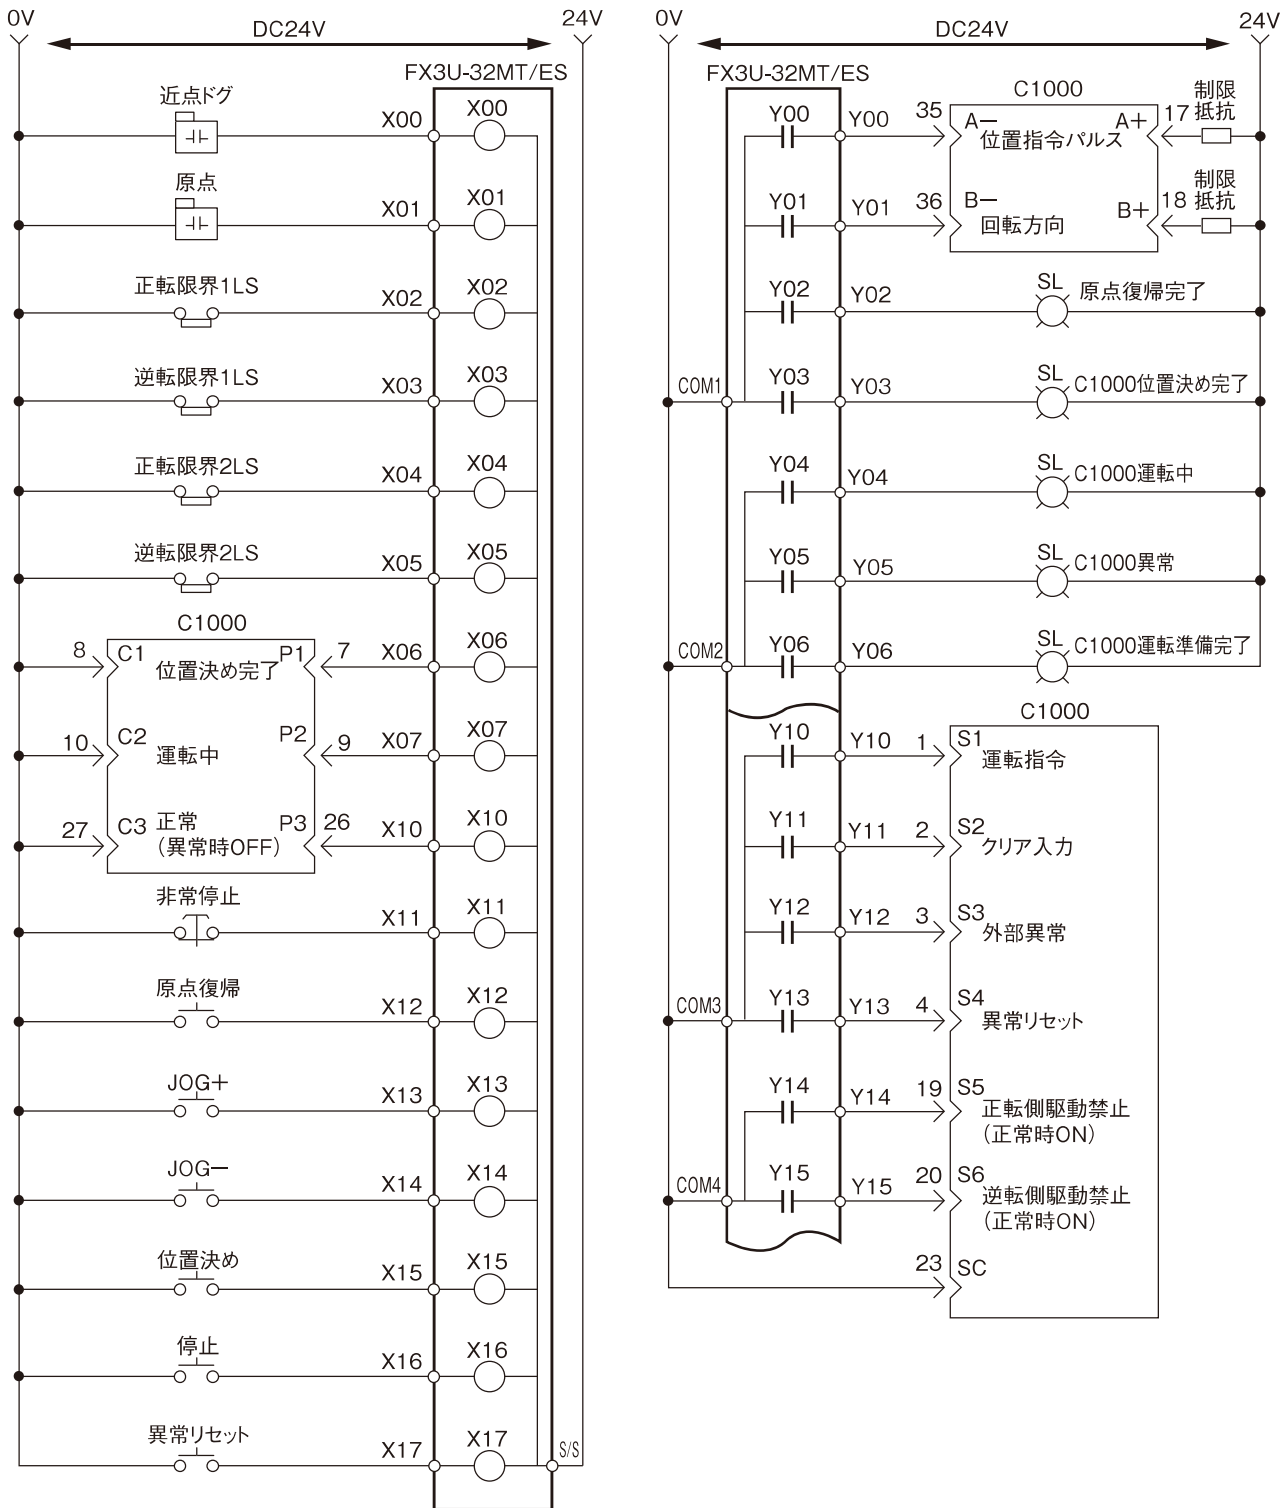 0V
DC24V
24V
FX3U-32MT/ES
近点ドグ
X00
X00
原点
X01
X01
正転限界1LS
X02
X02
逆転限界1LS
X03
X03
正転限界2LS
X04
X04
逆転限界2LS
X05
X05
C1000
8
C1
位置決め完了
P1
7
X06
X06
10
C2
運転中
P2
9
X07
X07
27
C3
正常
(異常時OFF)
P3
26
X10
X10
非常停止
X11
X11
原点復帰
X12
X12
JOG+
X13
X13
JOG−
X14
X14
位置決め
X15
X15
停止
X16
X16
異常リセット
X17
X17
S/S
0V
DC24V
24V
FX3U-32MT/ES
C1000
Y00
Y00
35
A−
位置指令パルス
A+
17
制限
抵抗
Y01
Y01
36
B−
回転方向
B+
18
制限
抵抗
Y02
Y02
SL
原点復帰完了
COM1
Y03
Y03
SL
C1000位置決め完了
Y04
Y04
SL
C1000運転中
Y05
Y05
SL
C1000異常
COM2
Y06
Y06
SL
C1000運転準備完了
C1000
Y10
Y10
1
S1
運転指令
Y11
Y11
2
S2
クリア入力
Y12
Y12
3
S3
外部異常
COM3
Y13
Y13
4
S4
異常リセット
Y14
Y14
19
S5
正転側駆動禁止
(正常時ON)
COM4
Y15
Y15
20
S6
逆転側駆動禁止
(正常時ON)
23
SC